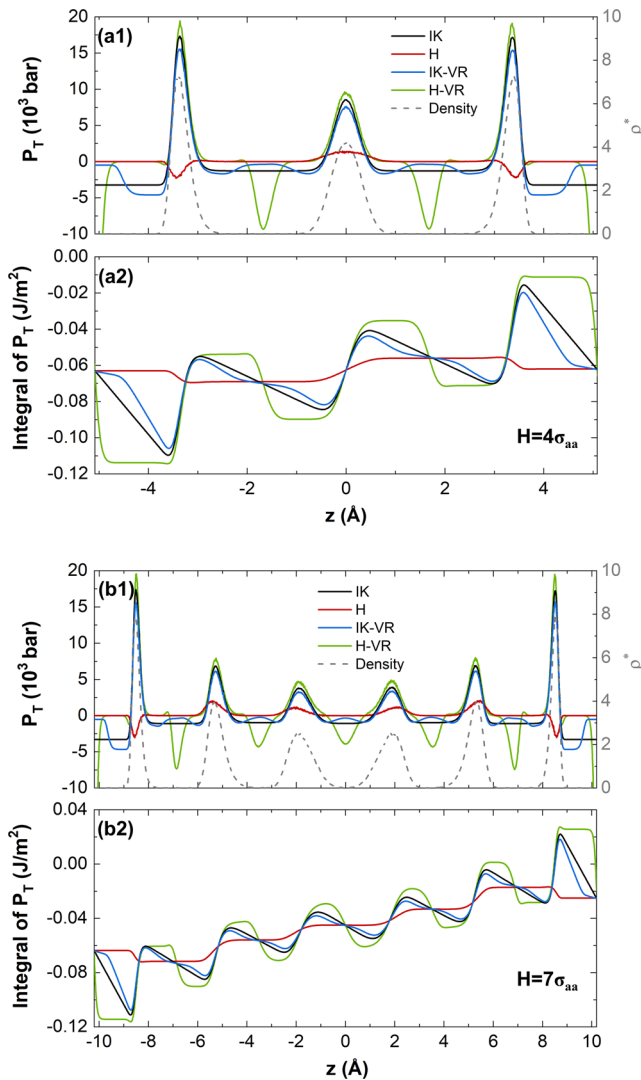 (a1)
IK
H
IK-VR
H-VR
Density
20
15
10
5
0
-5
-10
P_T (10³ bar)
10
8
6
4
2
0
ρ*
(a2)
0.00
-0.02
-0.04
-0.06
-0.08
-0.10
-0.12
Integral of P_T (J/m²)
H=4σ_aa
-4 -2 0 2 4
z (Å)
(b1)
IK
H
IK-VR
H-VR
Density
20
15
10
5
0
-5
-10
P_T (10³ bar)
10
8
6
4
2
0
ρ*
(b2)
0.04
0.00
-0.04
-0.08
-0.12
Integral of P_T (J/m²)
H=7σ_aa
-10 -8 -6 -4 -2 0 2 4 6 8 10
z (Å)